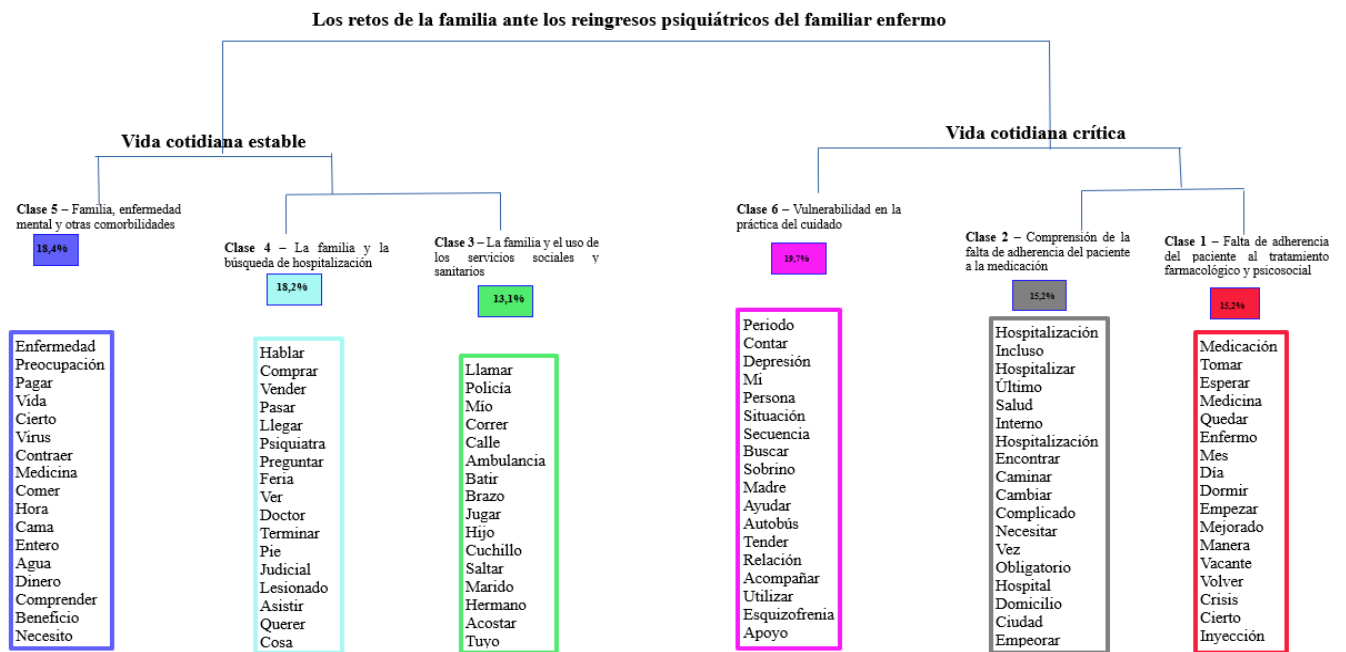 Los retos de la familia ante los reingresos psiquiátricos del familiar enfermo
Vida cotidiana estable
Clase 5 – Familia, enfermedad
mental y otras comorbilidades
18,4%
Enfermedad
Preocupación
Pagar
Vida
Cierto
Virus
Contraer
Medicina
Comer
Hora
Cama
Entero
Agua
Dinero
Comprender
Beneficio
Necesito
Clase 4 – La familia y la
búsqueda de hospitalización
18,2%
Hablar
Comprar
Vender
Pasar
Llegar
Psiquiatra
Preguntar
Feria
Ver
Doctor
Terminar
Pie
Judicial
Lesionado
Asistir
Querer
Cosa
Clase 3 – La familia y el uso de
los servicios sociales y
sanitarios
13,1%
Llamar
Policía
Mío
Correr
Calle
Ambulancia
Batir
Brazo
Jugar
Hijo
Cuchillo
Saltar
Marido
Hermano
Acostar
Tuyo
Vida cotidiana crítica
Clase 6 – Vulnerabilidad en la
práctica del cuidado
19,7%
Periodo
Contar
Depresión
Mi
Persona
Situación
Secuencia
Buscar
Sobrino
Madre
Ayudar
Autobús
Tender
Relación
Acompañar
Utilizar
Esquizofrenia
Apoyo
Clase 2 – Comprensión de la
falta de adherencia del paciente
a la medicación
15,2%
Hospitalización
Incluso
Hospitalizar
Último
Salud
Interno
Hospitalización
Encontrar
Caminar
Cambiar
Complicado
Necesitar
Vez
Obligatorio
Hospital
Domicilio
Ciudad
Empeorar
Clase 1 – Falta de adherencia
del paciente al tratamiento
farmacológico y psicosocial
15,2%
Medicación
Tomar
Esperar
Medicina
Quedar
Enfermo
Mes
Día
Dormir
Empezar
Mejorado
Manera
Vacante
Volver
Crisis
Cierto
Inyección